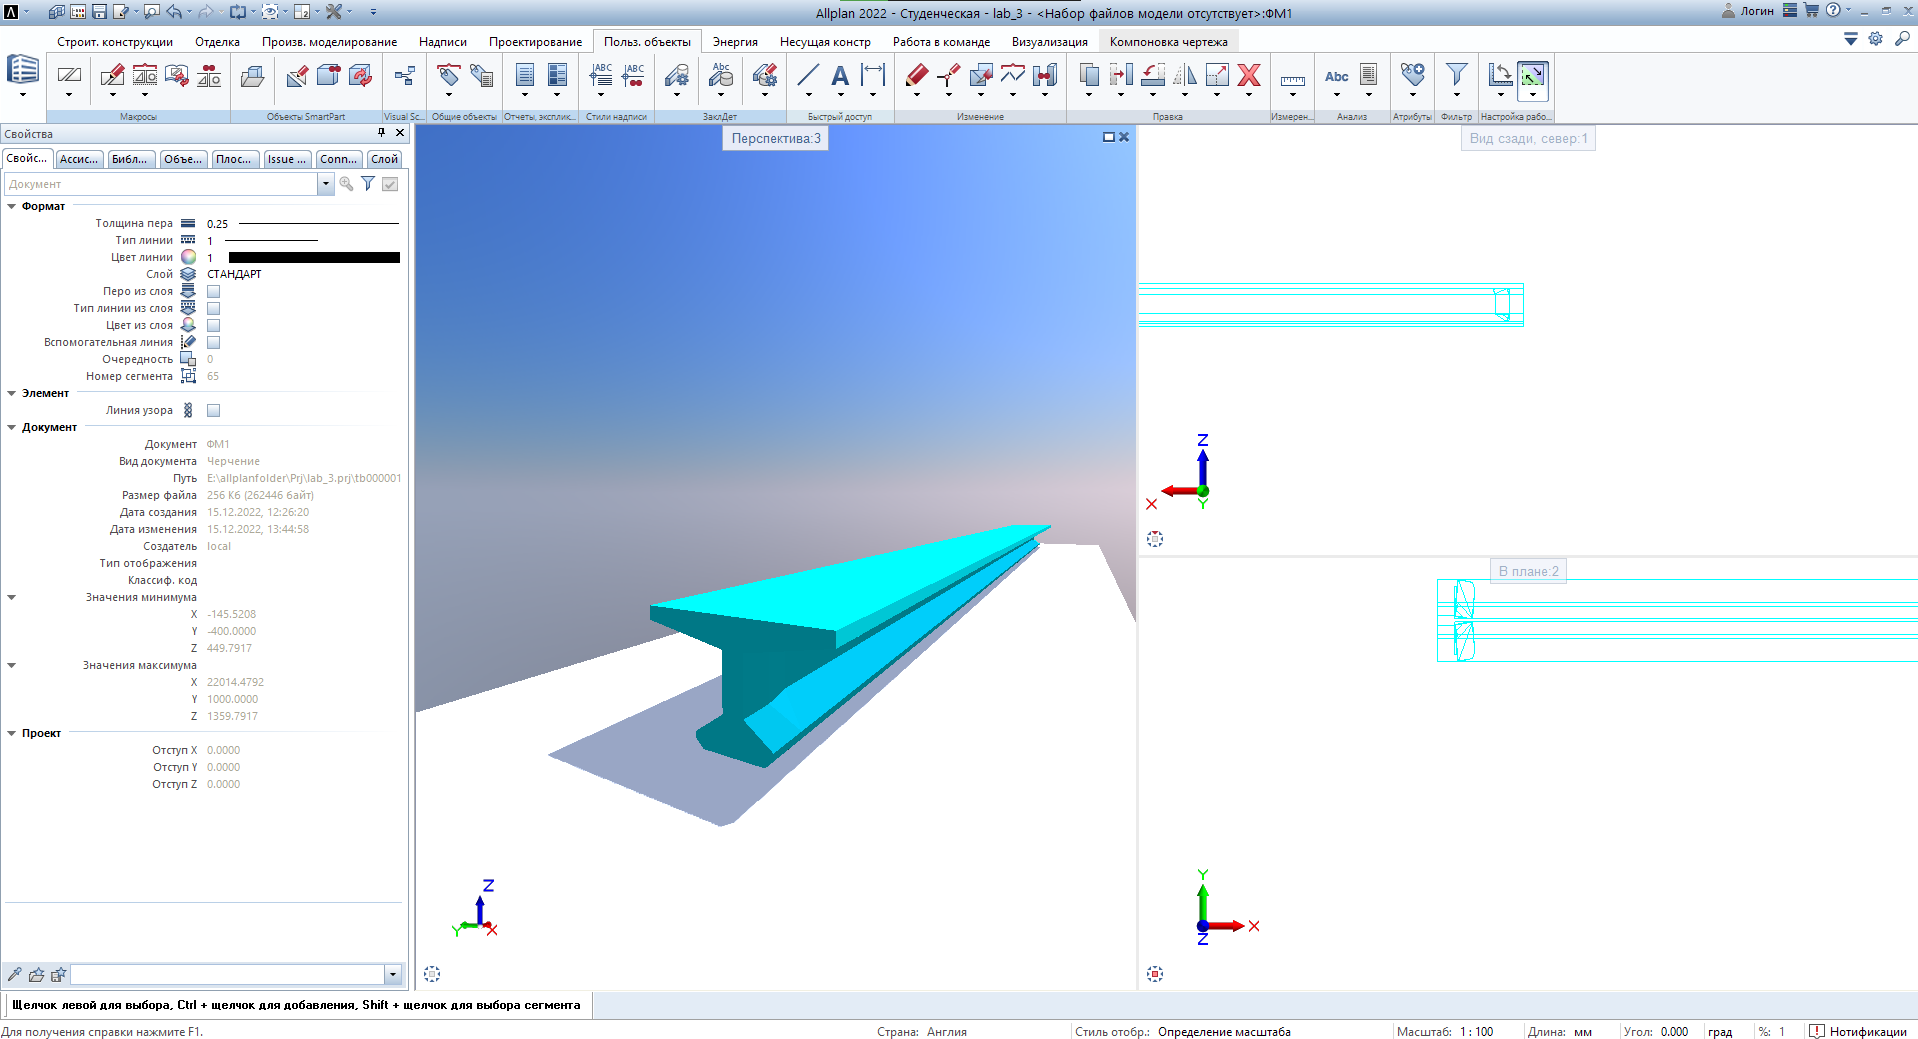 Allplan 2022 - Студенческая - lab_3 - <Набор файлов модели отсутствует>:ФМ1
Логин
Строит. конструкции Отделка Произв. моделирование Надписи Проектирование Польз. объекты Энергия Несущая констр Работа в команде Визуализация Компоновка чертежа
Abc
ABC
ABC
A
Abc
Макросы Объекты SmartPart Visual Sc... Общие объекты Отчеты, эксплик... Стили надписи ЗаклДет Быстрый доступ Изменение Правка Измерен... Анализ Атрибуты Фильтр Настройка рабо...
Свойства
Свойс... Ассис... Библ... Объе... Плос... Issue ... Conn... Слой
Документ
Формат
Толщина пера 0.25
Тип линии 1
Цвет линии 1
Слой СТАНДАРТ
Перо из слоя
Тип линии из слоя
Цвет из слоя
Вспомогательная линия
Очередность 0
Номер сегмента 65
Элемент
Линия узора
Документ
Документ ФМ1
Вид документа Черчение
Путь E:\allplanfolder\Prj\lab_3.prj\tb000001
Размер файла 256 Кб (262446 байт)
Дата создания 15.12.2022, 12:26:20
Дата изменения 15.12.2022, 13:44:58
Создатель local
Тип отображения
Классиф. код
Значения минимума
X -145.5208
Y -400.0000
Z 449.7917
Значения максимума
X 22014.4792
Y 1000.0000
Z 1359.7917
Проект
Отступ X 0.0000
Отступ Y 0.0000
Отступ Z 0.0000
Перспектива:3
Z
Y
X
Вид сзади, север:1
Z
X
Y
В плане:2
Y
X
Z
Щелчок левой для выбора, Ctrl + щелчок для добавления, Shift + щелчок для выбора сегмента
Для получения справки нажмите F1.
Страна: Англия
Стиль отобр.: Определение масштаба
Масштаб: 1 : 100
Длина: мм
Угол: 0.000 град
%: 1
Нотификации